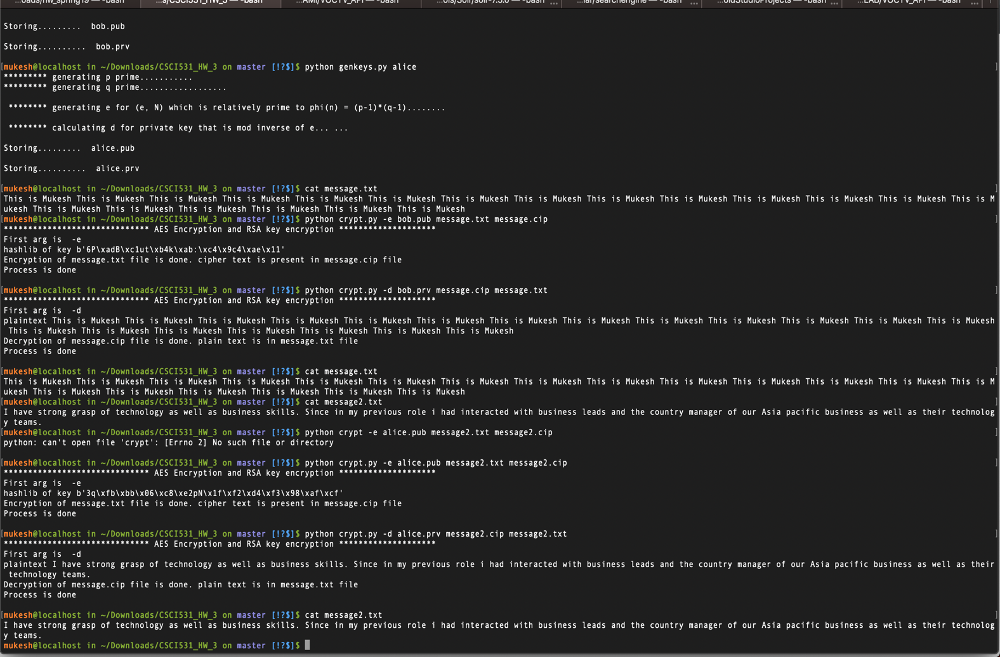 ...oads/hw_spring19 — -bash ...s/CSCI531_HW_3 — -bash ...AMI/VOCTV_API — -bash ...ols/Solr/solr-7.5.0 — -bash ... ...lar/searchengine — -bash ... ...oidStudioProjects — -bash ... ...LAB/VOCTV_API — -bash ...
Storing.........  bob.pub
Storing..........  bob.prv
[mukesh@localhost in ~/Downloads/CSCI531_HW_3 on master [!?$]$ python genkeys.py alice ]
********* generating p prime...........
********* generating q prime..................
******** generating e for (e, N) which is relatively prime to phi(n) = (p-1)*(q-1)........
******** calculating d for private key that is mod inverse of e... ...
Storing.........  alice.pub
Storing..........  alice.prv
[mukesh@localhost in ~/Downloads/CSCI531_HW_3 on master [!?$]$ cat message.txt ]
This is Mukesh This is Mukesh This is Mukesh This is Mukesh This is Mukesh This is Mukesh This is Mukesh This is Mukesh This is Mukesh This is Mukesh This is Mukesh This is Mukesh This is Mukesh This is M
ukesh This is Mukesh This is Mukesh This is Mukesh This is Mukesh This is Mukesh This is Mukesh
[mukesh@localhost in ~/Downloads/CSCI531_HW_3 on master [!?$]$ python crypt.py -e bob.pub message.txt message.cip ]
****************************** AES Encryption and RSA key encryption ********************
First arg is  -e
hashlib of key b'6P\xadB\xc1ut\xb4k\xab:\xc4\x9c4\xae\x11'
Encryption of message.txt file is done. cipher text is present in message.cip file
Process is done
[mukesh@localhost in ~/Downloads/CSCI531_HW_3 on master [!?$]$ python crypt.py -d bob.prv message.cip message.txt ]
****************************** AES Encryption and RSA key encryption ********************
First arg is  -d
plaintext This is Mukesh This is Mukesh This is Mukesh This is Mukesh This is Mukesh This is Mukesh This is Mukesh This is Mukesh This is Mukesh This is Mukesh This is Mukesh This is Mukesh This is Mukesh
This is Mukesh This is Mukesh This is Mukesh This is Mukesh This is Mukesh This is Mukesh This is Mukesh
Decryption of message.cip file is done. plain text is in message.txt file
Process is done
[mukesh@localhost in ~/Downloads/CSCI531_HW_3 on master [!?$]$ cat message.txt ]
This is Mukesh This is Mukesh This is Mukesh This is Mukesh This is Mukesh This is Mukesh This is Mukesh This is Mukesh This is Mukesh This is Mukesh This is Mukesh This is Mukesh This is Mukesh This is M
ukesh This is Mukesh This is Mukesh This is Mukesh This is Mukesh This is Mukesh This is Mukesh
[mukesh@localhost in ~/Downloads/CSCI531_HW_3 on master [!?$]$ cat message2.txt ]
I have strong grasp of technology as well as business skills. Since in my previous role i had interacted with business leads and the country manager of our Asia pacific business as well as their technolog
y teams.
[mukesh@localhost in ~/Downloads/CSCI531_HW_3 on master [!?$]$ python crypt -e alice.pub message2.txt message2.cip ]
python: can't open file 'crypt': [Errno 2] No such file or directory
[mukesh@localhost in ~/Downloads/CSCI531_HW_3 on master [!?$]$ python crypt.py -e alice.pub message2.txt message2.cip ]
****************************** AES Encryption and RSA key encryption ********************
First arg is  -e
hashlib of key b'3q\xfb\xbb\x06\xc8\xe2pN\x1f\xf2\xd4\xf3\x98\xaf\xcf'
Encryption of message.txt file is done. cipher text is present in message.cip file
Process is done
[mukesh@localhost in ~/Downloads/CSCI531_HW_3 on master [!?$]$ python crypt.py -d alice.prv message2.cip message2.txt ]
****************************** AES Encryption and RSA key encryption ********************
First arg is  -d
plaintext I have strong grasp of technology as well as business skills. Since in my previous role i had interacted with business leads and the country manager of our Asia pacific business as well as their
technology teams.
Decryption of message.cip file is done. plain text is in message.txt file
Process is done
[mukesh@localhost in ~/Downloads/CSCI531_HW_3 on master [!?$]$ cat message2.txt ]
I have strong grasp of technology as well as business skills. Since in my previous role i had interacted with business leads and the country manager of our Asia pacific business as well as their technolog
y teams.
mukesh@localhost in ~/Downloads/CSCI531_HW_3 on master [!?$]$